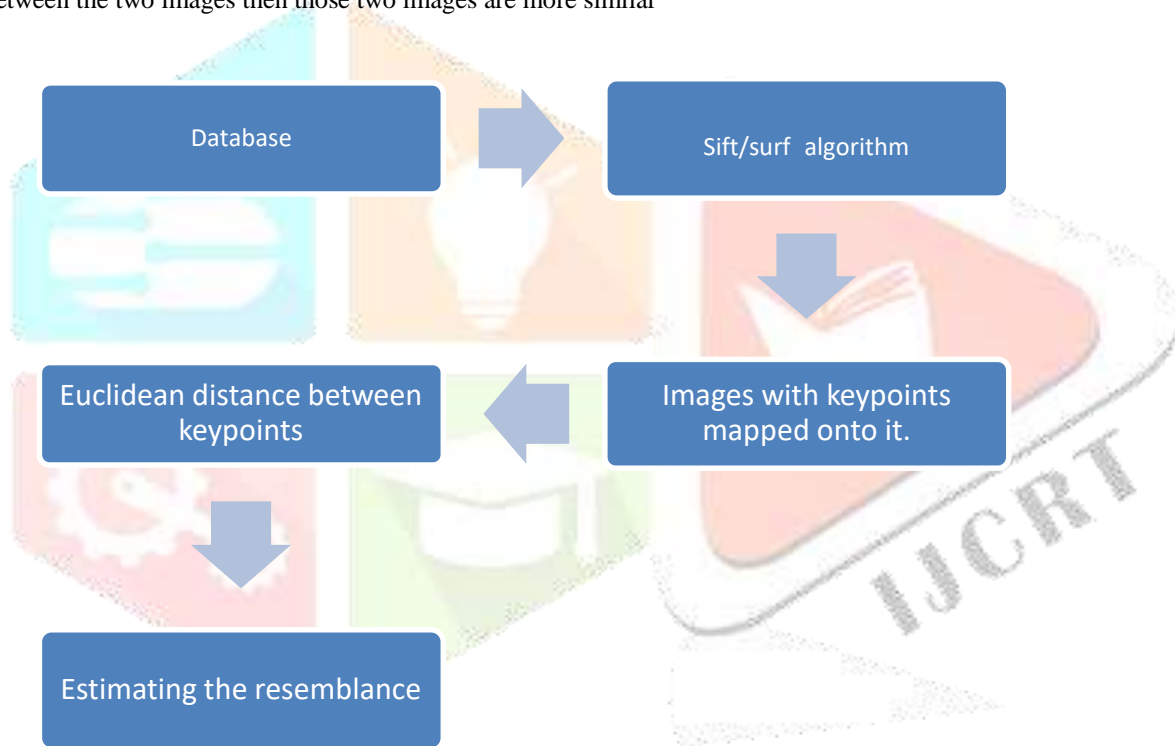 etween the two images then those two images are more similar
Database
Sift/surf algorithm
Images with keypoints
mapped onto it.
Euclidean distance between
keypoints
Estimating the resemblance
IJCRT